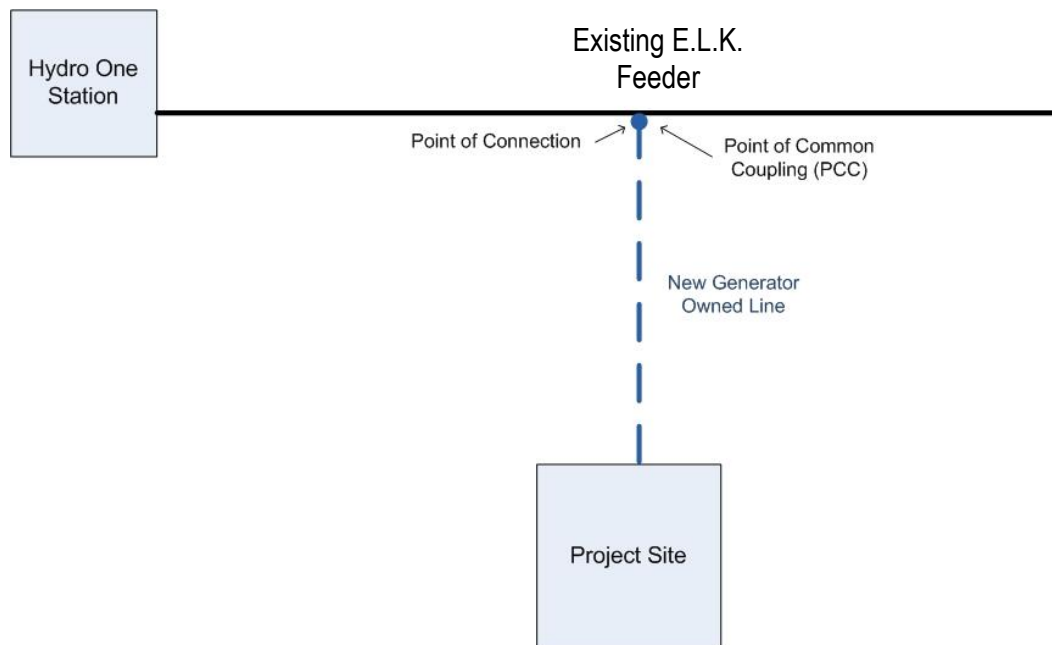 Existing E.L.K.
Feeder
Hydro One
Station
Point of Connection
Point of Common
Coupling (PCC)
New Generator
Owned Line
Project Site